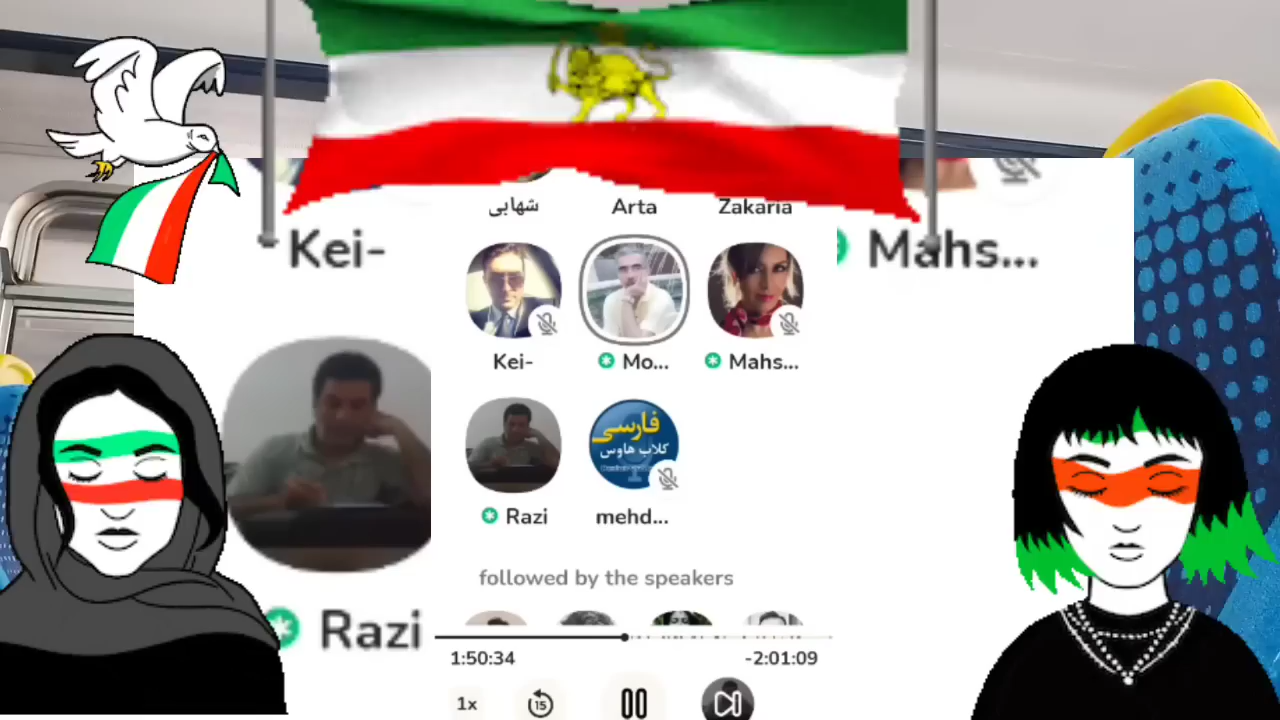 شهابی
Arta
Zakaria
Kei-
Mahs...
Kei-
Mo...
Mahs...
فارسی
کلاب هاوس
Razi
mehd...
Razi
followed by the speakers
1:50:34
-2:01:09
1x
15